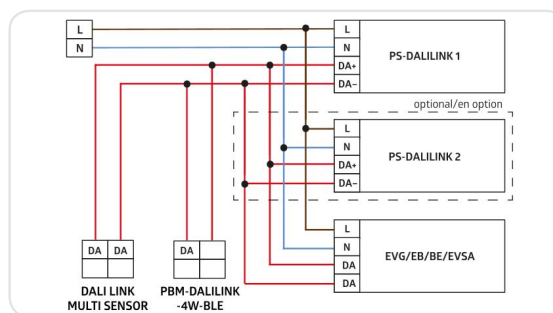 L
N
L
N
DA+
DA–
PS-DALILINK 1
optional/en option
L
N
DA+
DA–
PS-DALILINK 2
L
N
DA
DA
EVG/EB/BE/EVSA
DA DA
DA
DALI LINK
MULTI SENSOR
PBM-DALILINK
-4W-BLE